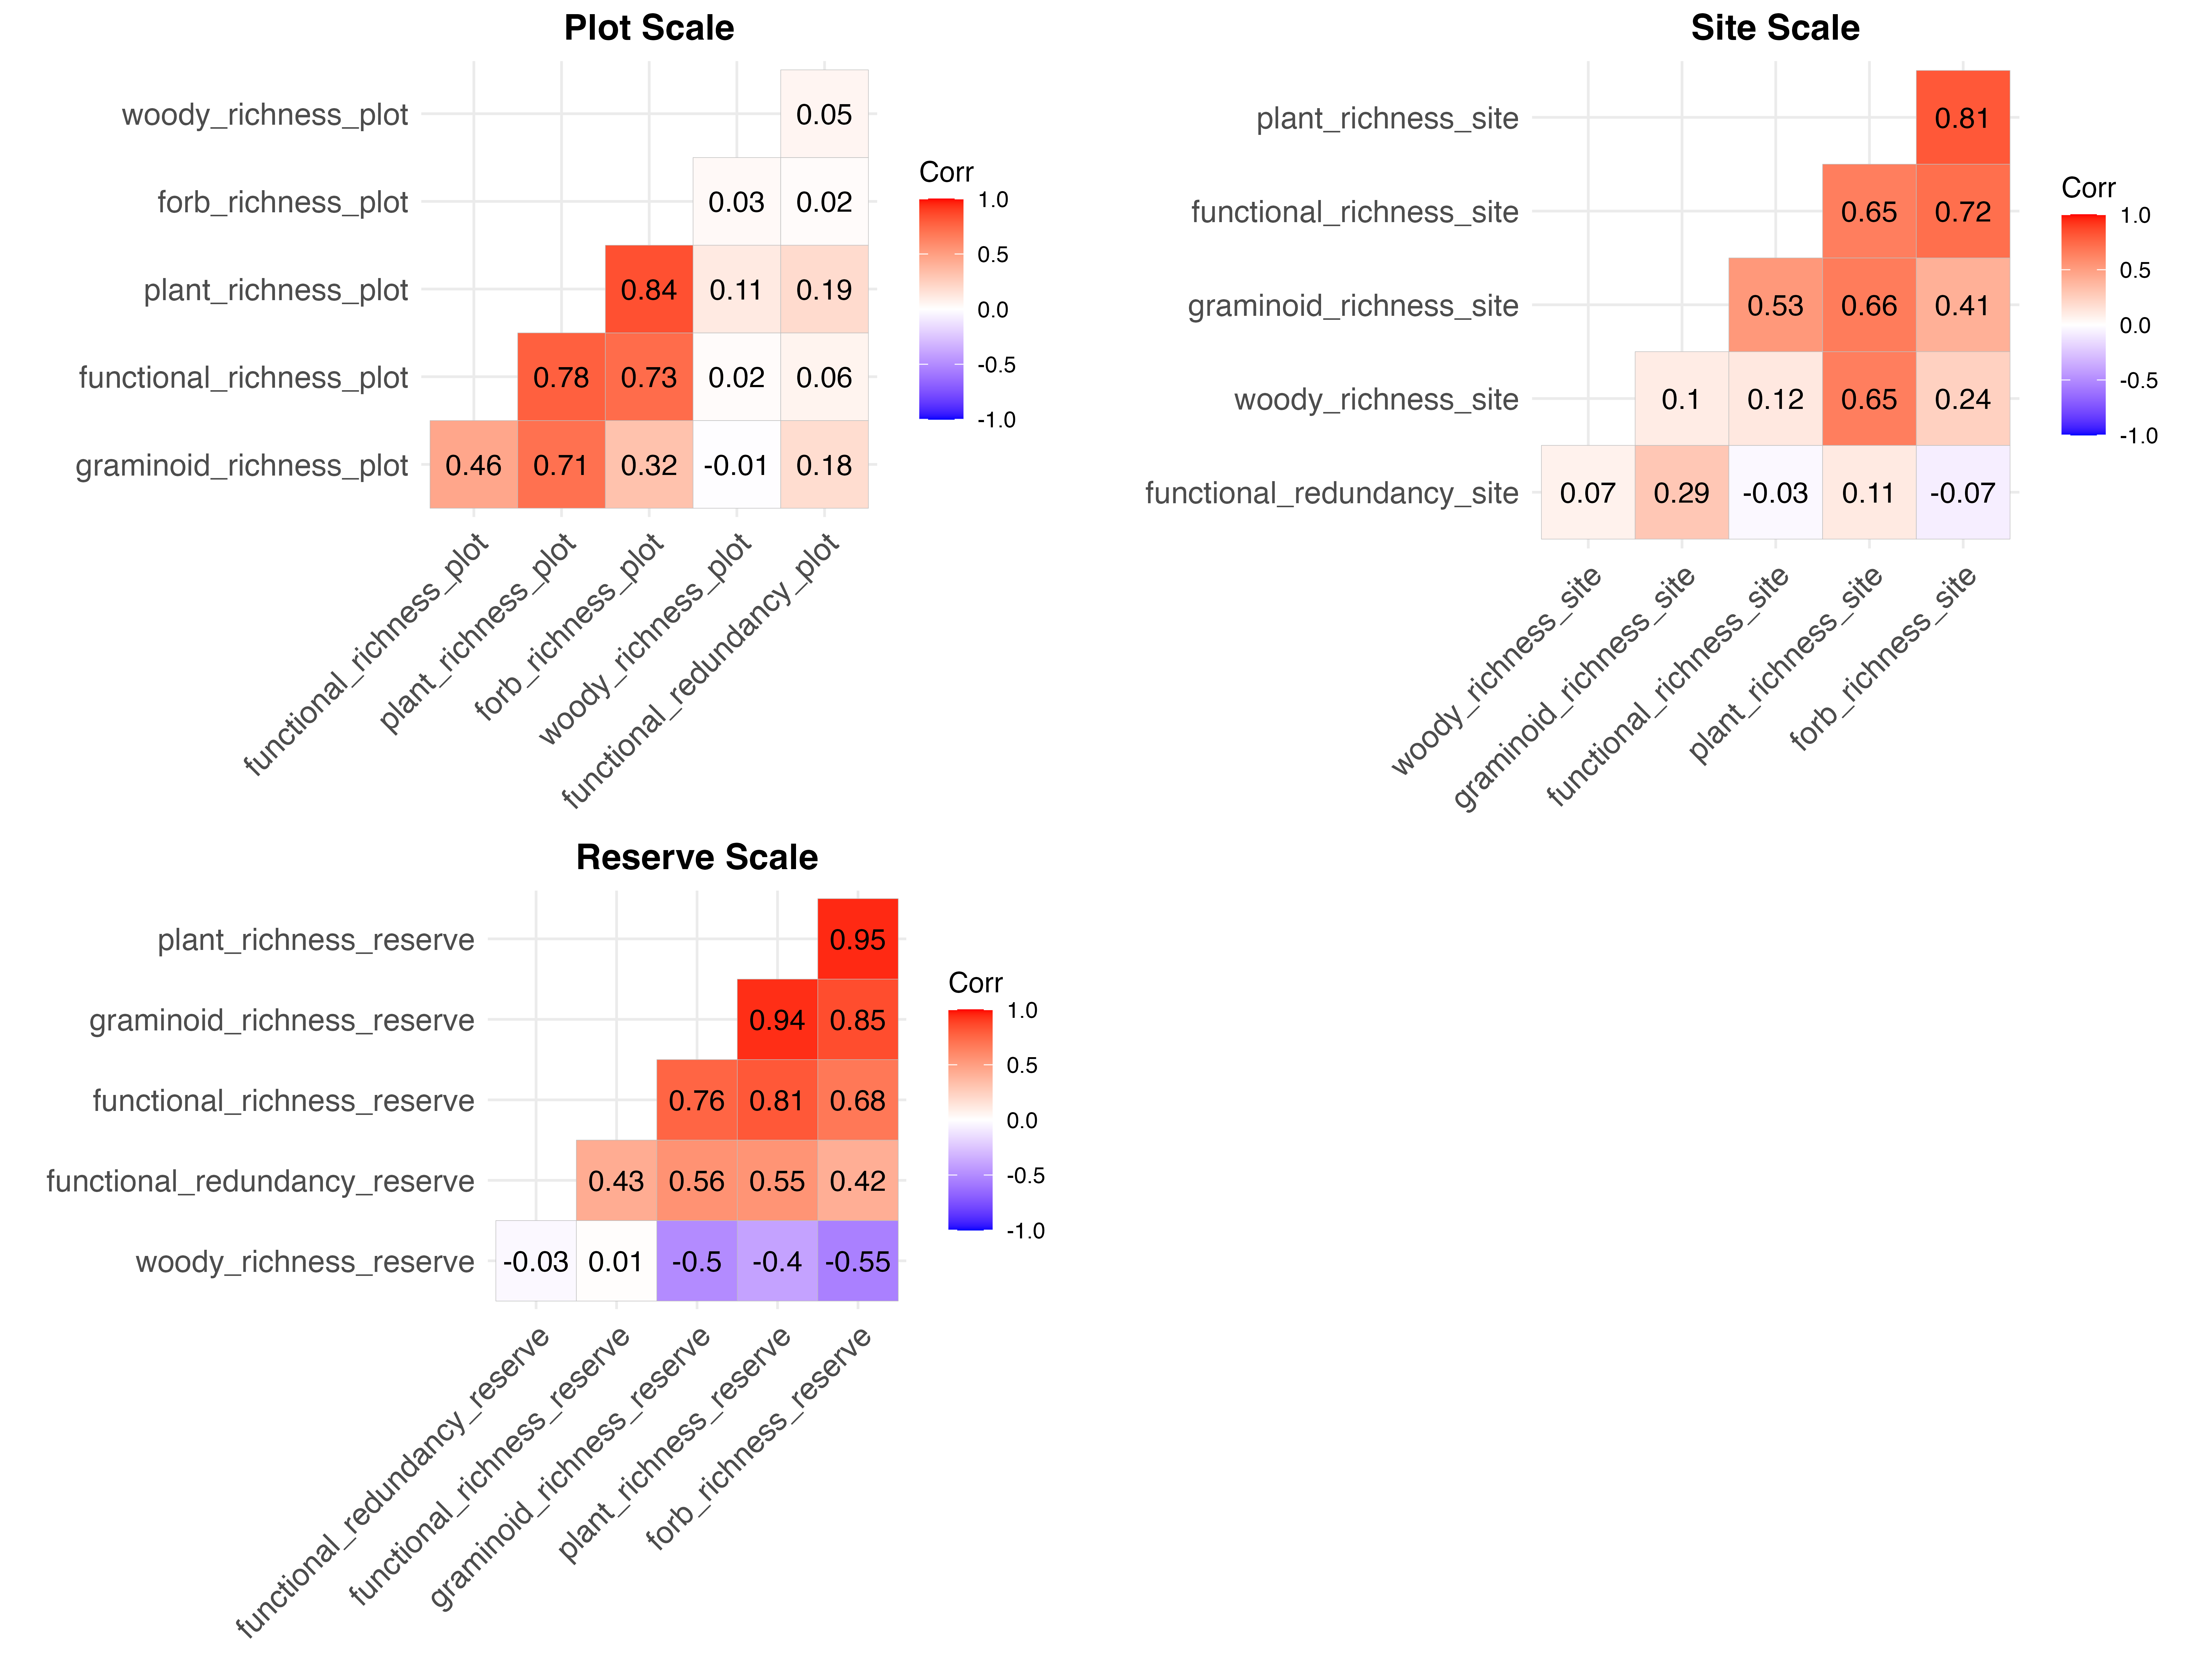 Plot Scale
woody_richness_plot
0.05
forb_richness_plot
0.03 0.02
plant_richness_plot
0.84 0.11 0.19
functional_richness_plot
0.78 0.73 0.02 0.06
graminoid_richness_plot
0.46 0.71 0.32 -0.01 0.18
functional_richness_plot
plant_richness_plot
forb_richness_plot
woody_richness_plot
functional_redundancy_plot
Corr
1.0
0.5
0.0
-0.5
-1.0
Site Scale
plant_richness_site
0.81
functional_richness_site
0.65 0.72
graminoid_richness_site
0.53 0.66 0.41
woody_richness_site
0.1 0.12 0.65 0.24
functional_redundancy_site
0.07 0.29 -0.03 0.11 -0.07
woody_richness_site
graminoid_richness_site
functional_richness_site
plant_richness_site
forb_richness_site
Corr
1.0
0.5
0.0
-0.5
-1.0
Reserve Scale
plant_richness_reserve
0.95
graminoid_richness_reserve
0.94 0.85
functional_richness_reserve
0.76 0.81 0.68
functional_redundancy_reserve
0.43 0.56 0.55 0.42
woody_richness_reserve
-0.03 0.01 -0.5 -0.4 -0.55
functional_redundancy_reserve
functional_richness_reserve
graminoid_richness_reserve
plant_richness_reserve
forb_richness_reserve
Corr
1.0
0.5
0.0
-0.5
-1.0